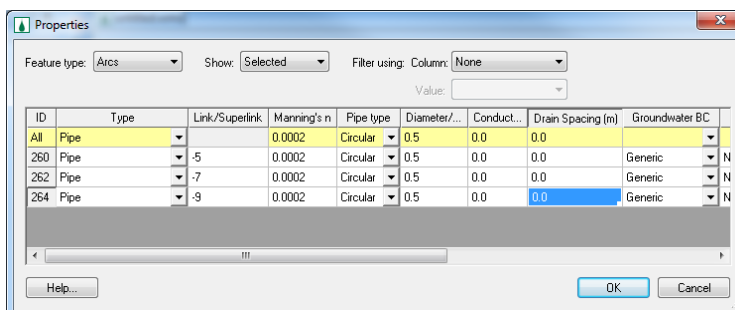 Properties
Feature type: Arcs Show: Selected Filter using: Column: None
Value:
ID Type Link/Superlink Manning's n Pipe type Diameter/... Conduct... Drain Spacing (m) Groundwater BC
All Pipe 0.0002 Circular 0.5 0.0 0.0
260 Pipe -5 0.0002 Circular 0.5 0.0 0.0 Generic N
262 Pipe -7 0.0002 Circular 0.5 0.0 0.0 Generic N
264 Pipe -9 0.0002 Circular 0.5 0.0 0.0 Generic N
Help... OK Cancel